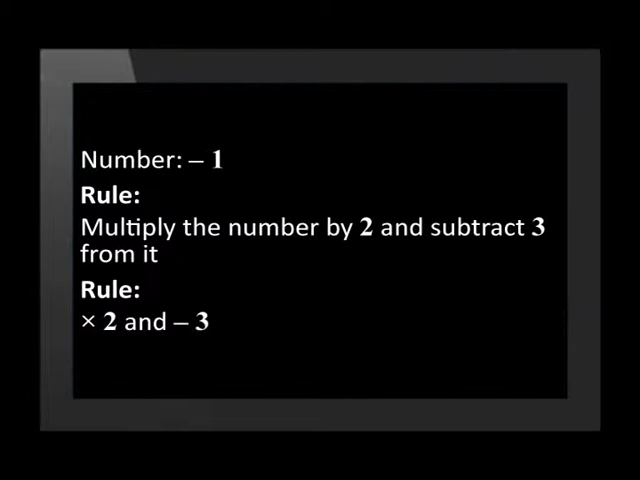 Number: – 1
Rule:
Multiply the number by 2 and subtract 3
from it
Rule:
× 2 and – 3